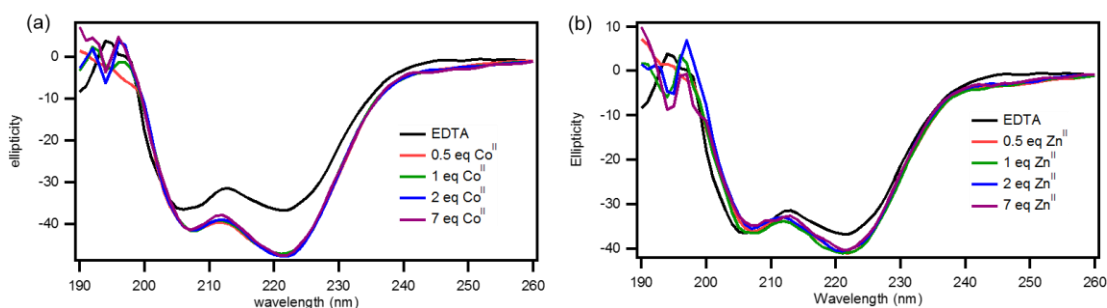 (a)
0
-10
-20
-30
-40
ellipticity
EDTA
0.5 eq Co^II
1 eq Co^II
2 eq Co^II
7 eq Co^II
190 200 210 220 230 240 250 260
wavelength (nm)
(b)
10
0
-10
-20
-30
-40
Ellipticity
EDTA
0.5 eq Zn^II
1 eq Zn^II
2 eq Zn^II
7 eq Zn^II
190 200 210 220 230 240 250 260
Wavelength (nm)